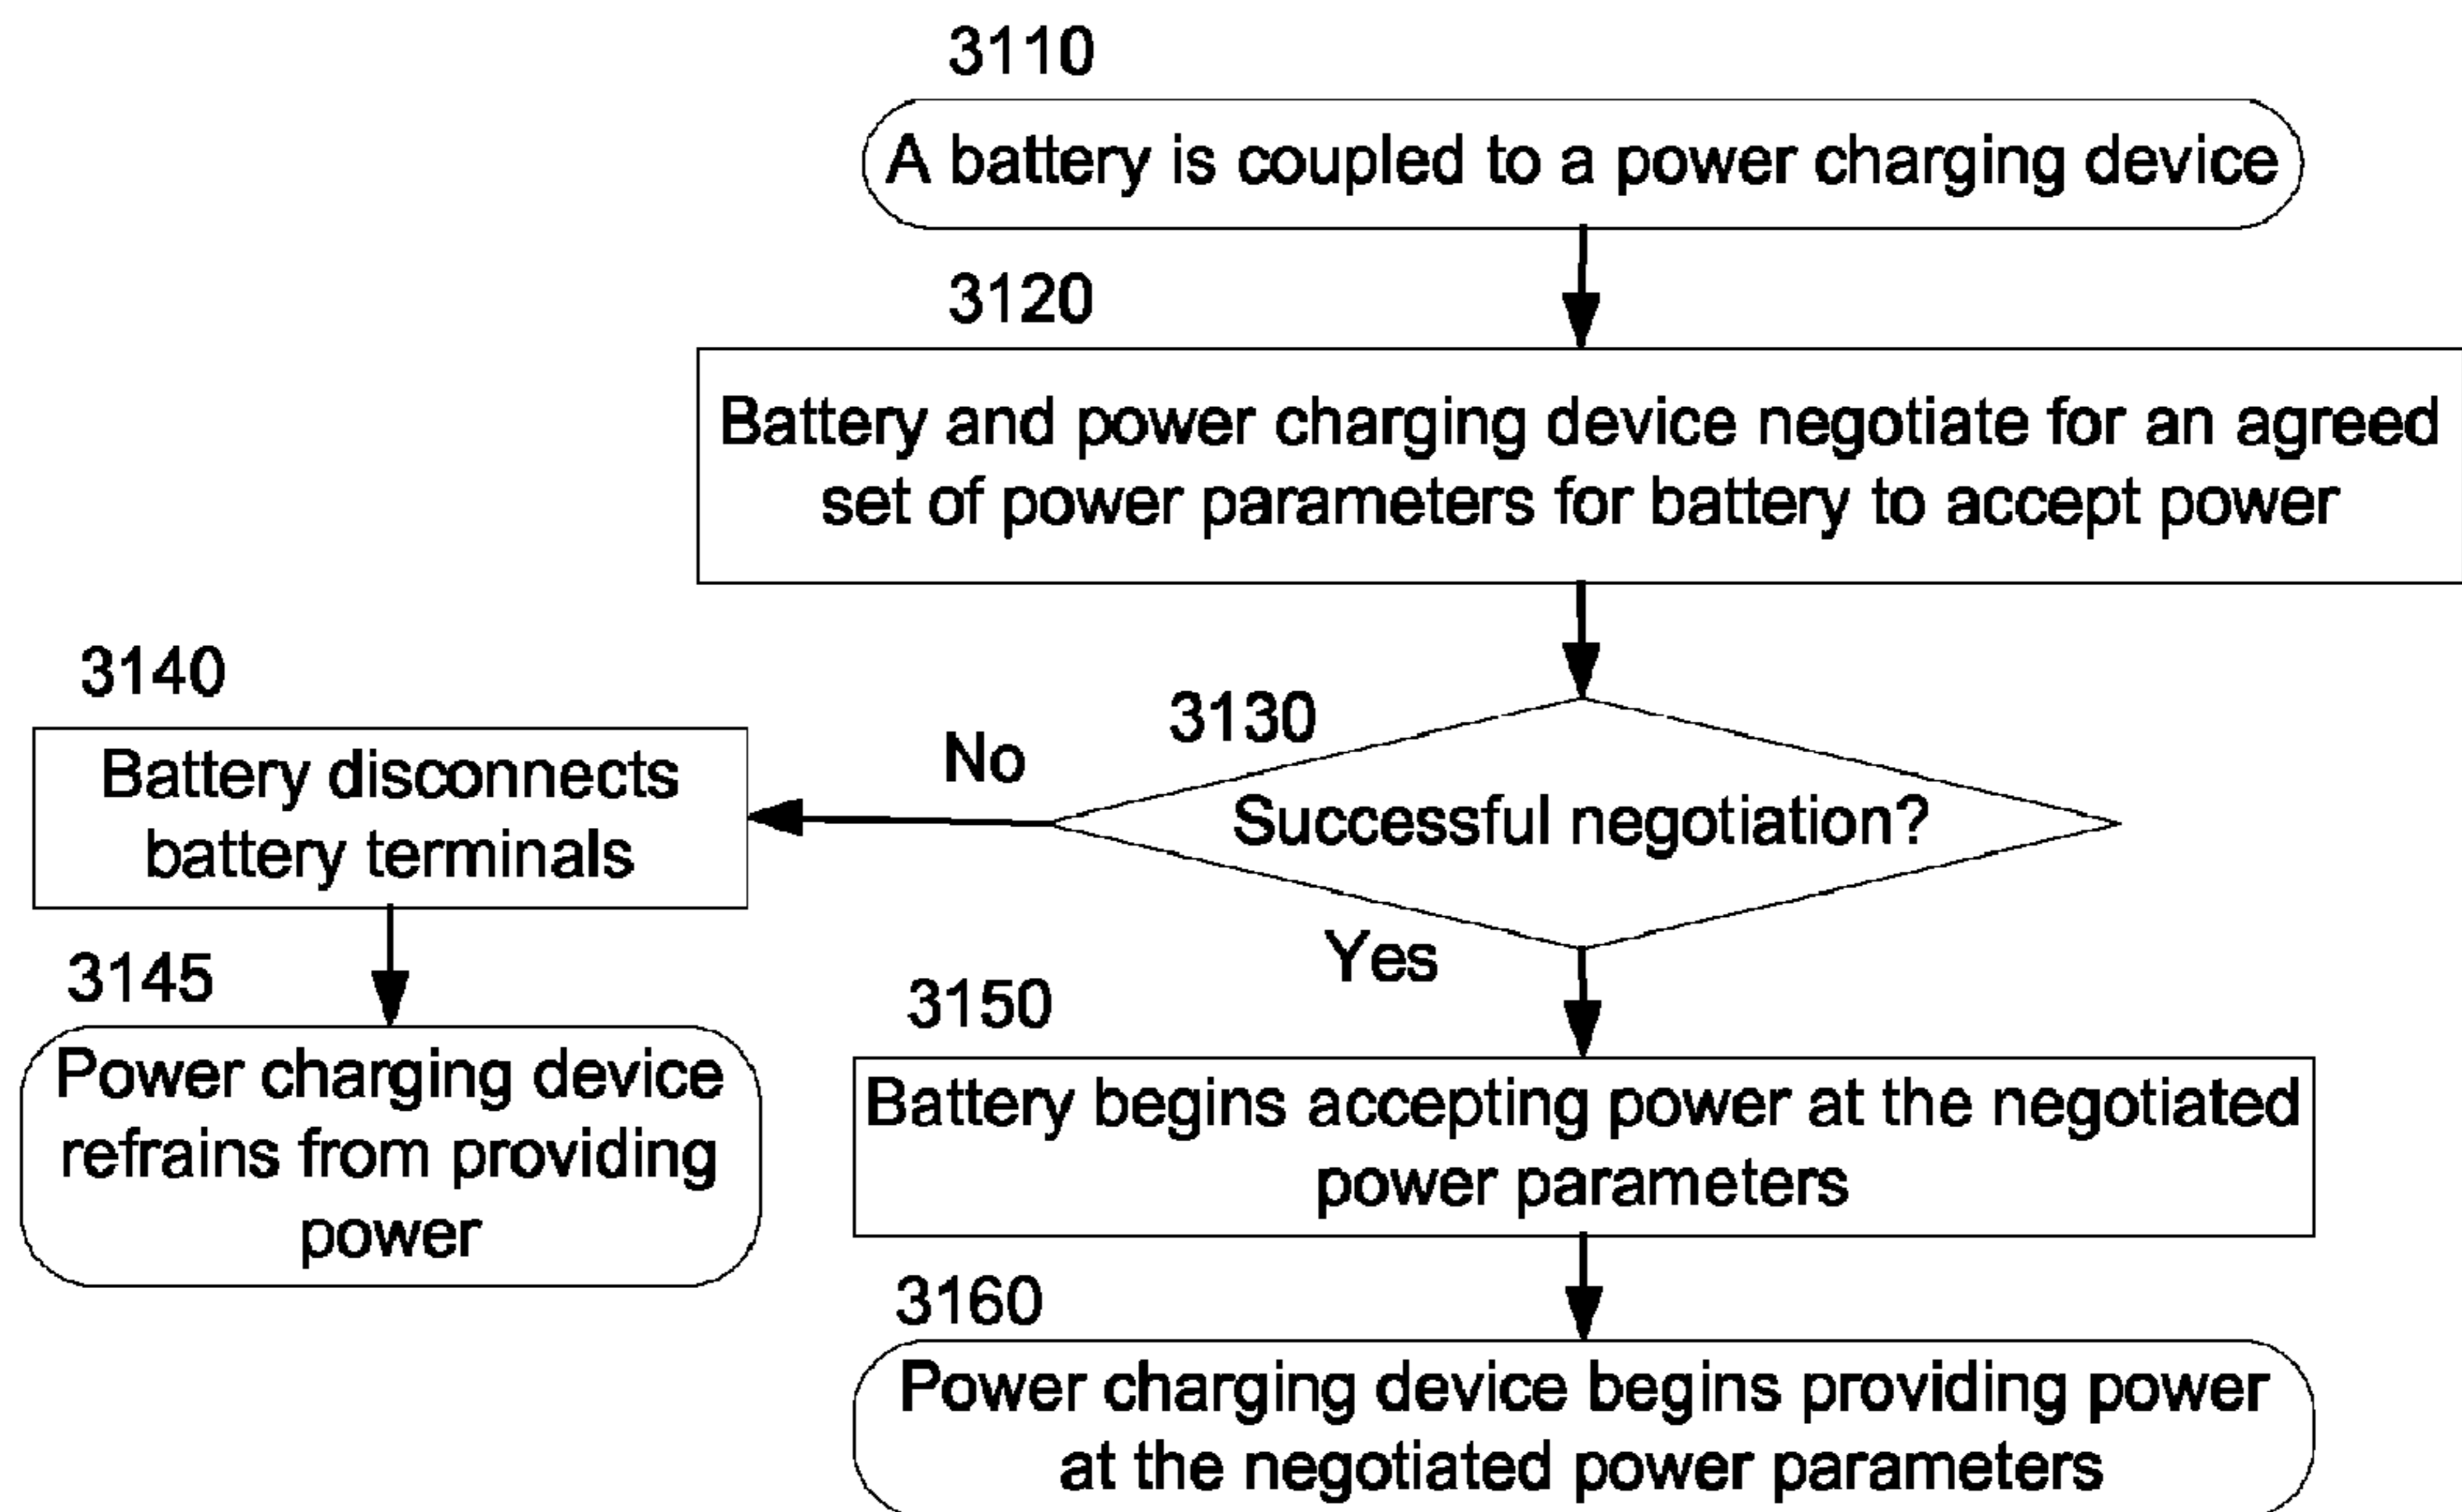 3110
A battery is coupled to a power charging device
3120
Battery and power charging device negotiate for an agreed
set of power parameters for battery to accept power
3130
Successful negotiation?
No
3140
Battery disconnects
battery terminals
3145
Power charging device
refrains from providing
power
Yes
3150
Battery begins accepting power at the negotiated
power parameters
3160
Power charging device begins providing power
at the negotiated power parameters